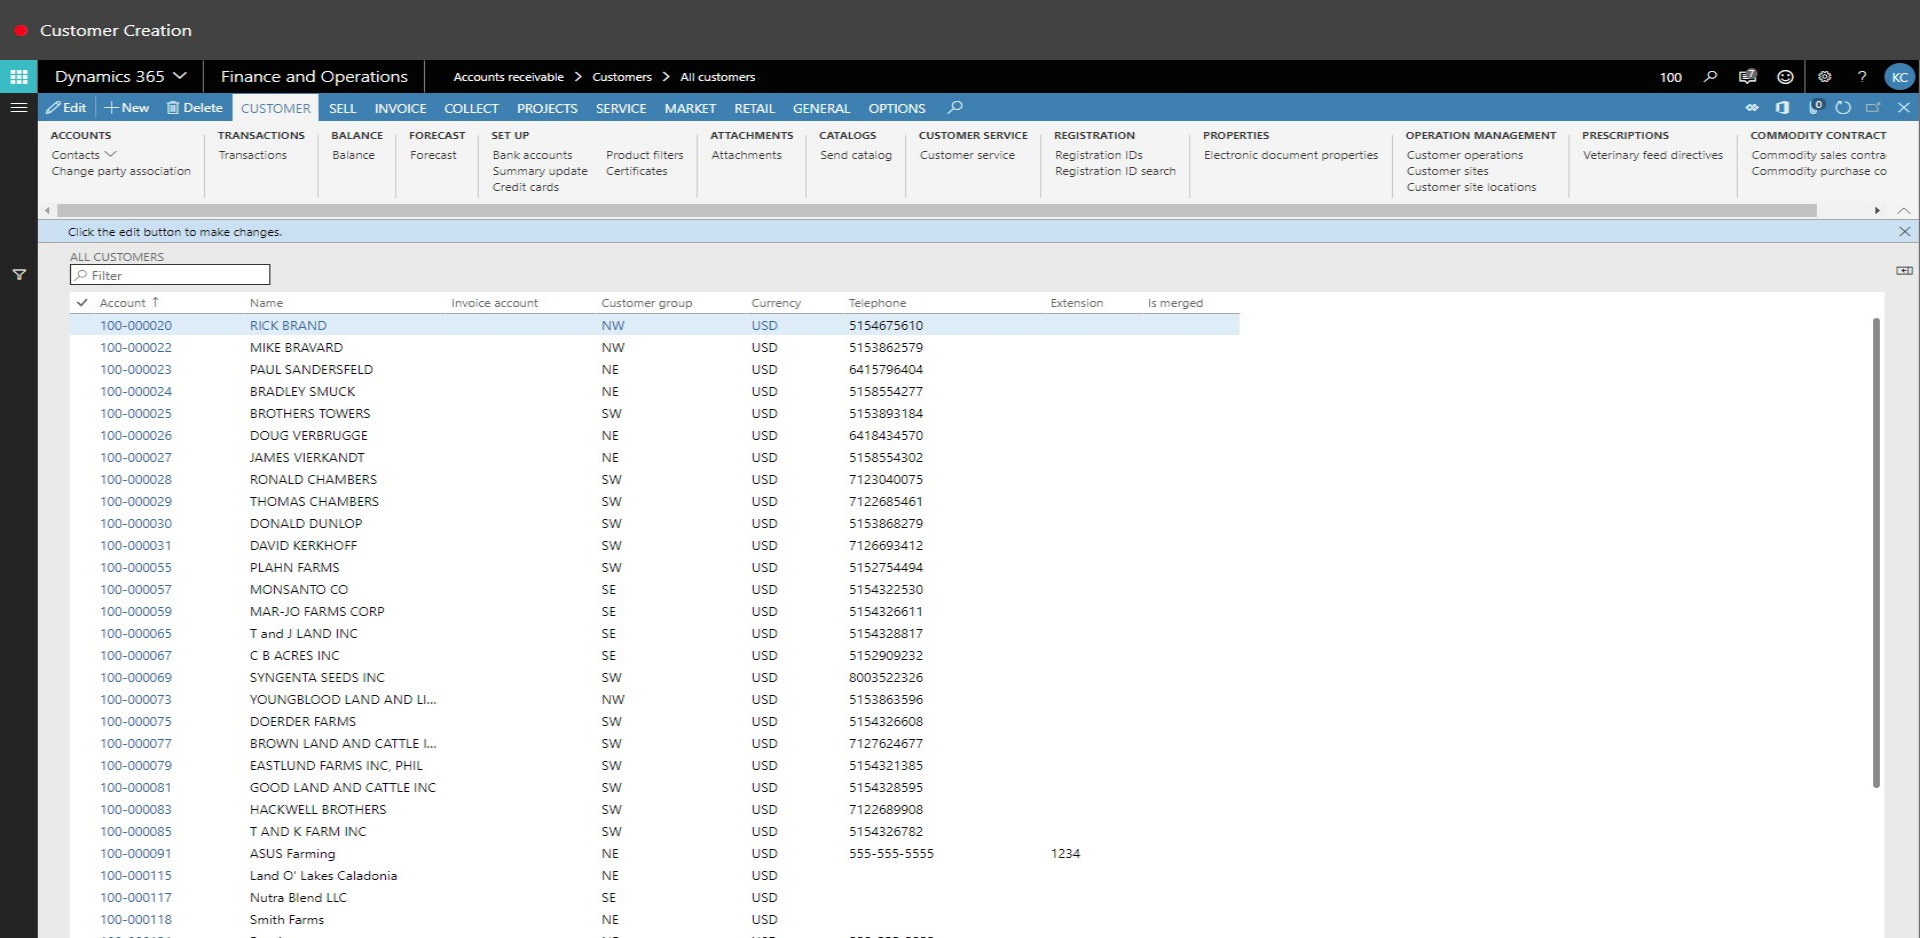 Customer Creation
Dynamics 365 Finance and Operations Accounts receivable > Customers > All customers 100 ? KC
Edit + New Delete CUSTOMER SELL INVOICE COLLECT PROJECTS SERVICE MARKET RETAIL GENERAL OPTIONS 0
ACCOUNTS TRANSACTIONS BALANCE FORECAST SET UP ATTACHMENTS CATALOGS CUSTOMER SERVICE REGISTRATION PROPERTIES OPERATION MANAGEMENT PRESCRIPTIONS COMMODITY CONTRACT
Contacts Transactions Balance Forecast Bank accounts Product filters Attachments Send catalog Customer service Registration IDs Electronic document properties Customer operations Veterinary feed directives Commodity sales contra
Change party association Summary update Certificates Registration ID search Customer sites Commodity purchase co
Credit cards Customer site locations
Click the edit button to make changes.
ALL CUSTOMERS
Filter
Account ↑ Name Invoice account Customer group Currency Telephone Extension Is merged
100-000020 RICK BRAND NW USD 5154675610
100-000022 MIKE BRAVARD NW USD 5153862579
100-000023 PAUL SANDERSFELD NE USD 6415796404
100-000024 BRADLEY SMUCK NE USD 5158554277
100-000025 BROTHERS TOWERS SW USD 5153893184
100-000026 DOUG VERBRUGGE NE USD 6418434570
100-000027 JAMES VIERKANDT NE USD 5158554302
100-000028 RONALD CHAMBERS SW USD 7123040075
100-000029 THOMAS CHAMBERS SW USD 7122685461
100-000030 DONALD DUNLOP SW USD 5153868279
100-000031 DAVID KERKHOFF SW USD 7126693412
100-000055 PLAHN FARMS SW USD 5152754494
100-000057 MONSANTO CO SE USD 5154322530
100-000059 MAR-JO FARMS CORP SE USD 5154326611
100-000065 T and J LAND INC SE USD 5154328817
100-000067 C B ACRES INC SE USD 5152909232
100-000069 SYNGENTA SEEDS INC SW USD 8003522326
100-000073 YOUNGBLOOD LAND AND LI... NW USD 5153863596
100-000075 DOERDER FARMS SW USD 5154326608
100-000077 BROWN LAND AND CATTLE I... SW USD 7127624677
100-000079 EASTLUND FARMS INC, PHIL SW USD 5154321385
100-000081 GOOD LAND AND CATTLE INC SW USD 5154328595
100-000083 HACKWELL BROTHERS SW USD 7122689908
100-000085 T AND K FARM INC SW USD 5154326782
100-000091 ASUS Farming NE USD 555-555-5555 1234
100-000115 Land O' Lakes Caladonia NE USD
100-000117 Nutra Blend LLC SE USD
100-000118 Smith Farms NE USD